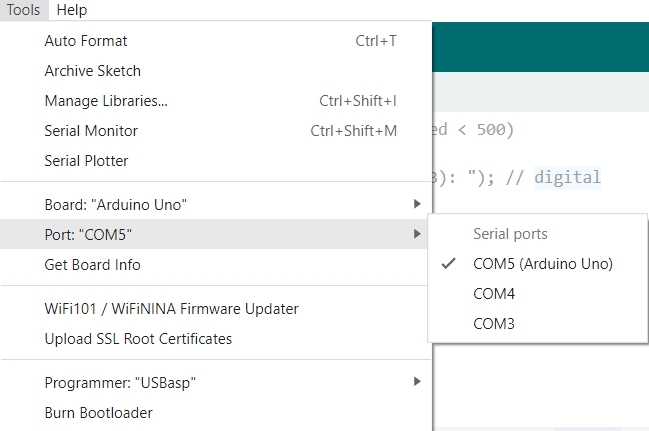 Tools Help
Auto Format Ctrl+T
Archive Sketch
Manage Libraries... Ctrl+Shift+I
Serial Monitor Ctrl+Shift+M
Serial Plotter
Board: "Arduino Uno"
Port: "COM5"
Get Board Info
WiFi101 / WiFiNINA Firmware Updater
Upload SSL Root Certificates
Programmer: "USBasp"
Burn Bootloader
ed < 500)
): "); // digital
Serial ports
COM5 (Arduino Uno)
COM4
COM3